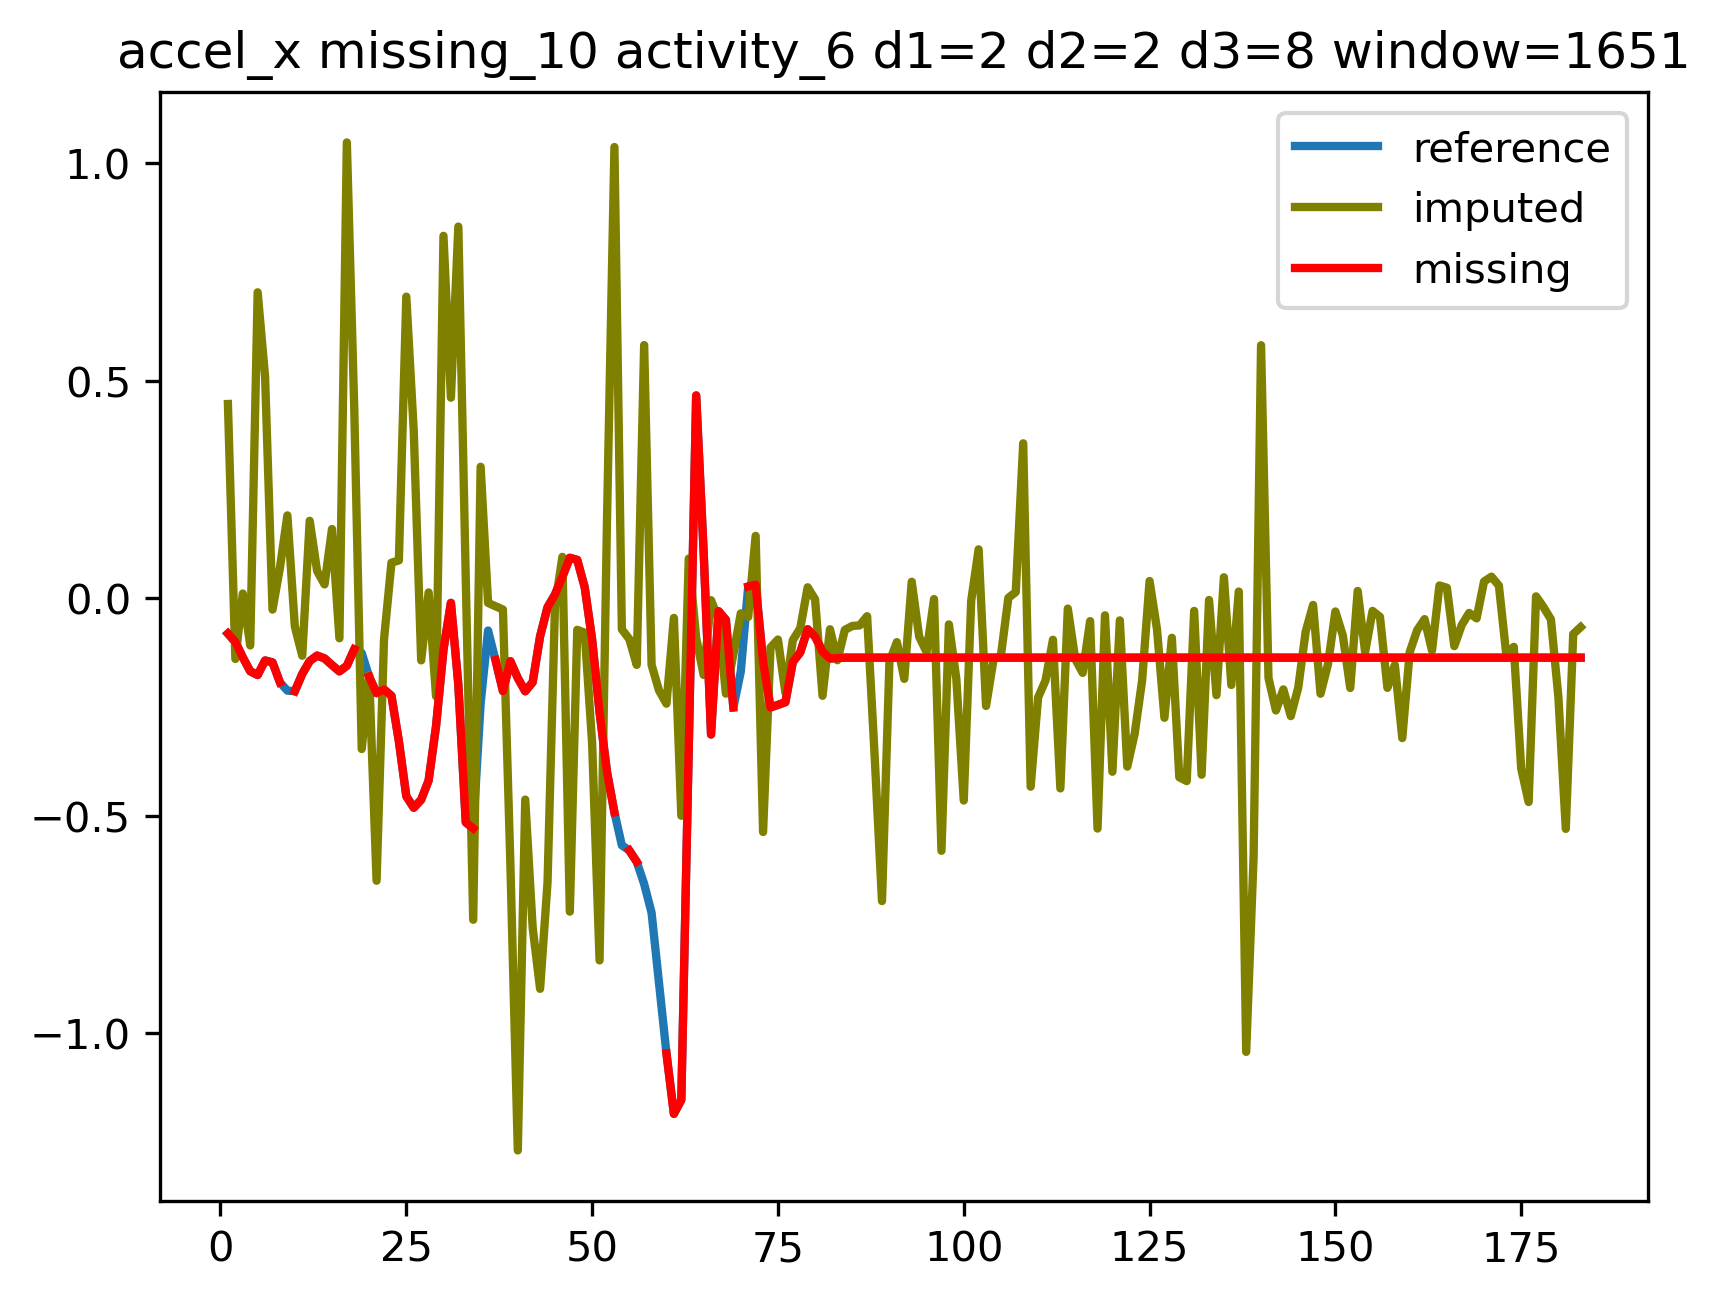 accel_x missing_10 activity_6 d1=2 d2=2 d3=8 window=1651
reference
imputed
missing
1.0
0.5
0.0
−0.5
−1.0
0 25 50 75 100 125 150 175